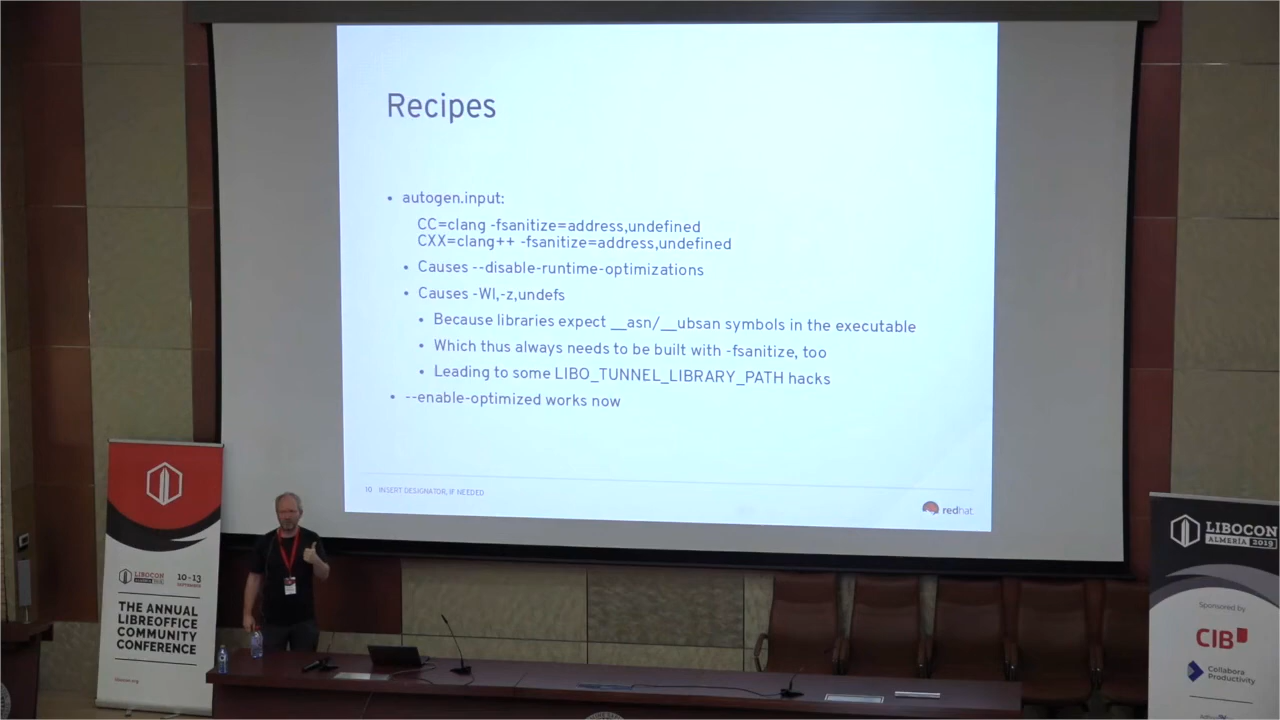 Recipes
• autogen.input:
CC=clang -fsanitize=address,undefined
CXX=clang++ -fsanitize=address,undefined
• Causes --disable-runtime-optimizations
• Causes -Wl,-z,undefs
• Because libraries expect __asn/__ubsan symbols in the executable
• Which thus always needs to be built with -fsanitize, too
• Leading to some LIBO_TUNNEL_LIBRARY_PATH hacks
• --enable-optimized works now
10 INSERT DESIGNATOR, IF NEEDED
redhat
LIBOCON
10-13
SEPTEMBER
THE ANNUAL
LIBREOFFICE
COMMUNITY
CONFERENCE
libocon.org
LIBOCON
ALMERÍA 2019
Sponsored by
CIB
Collabora
Productivity